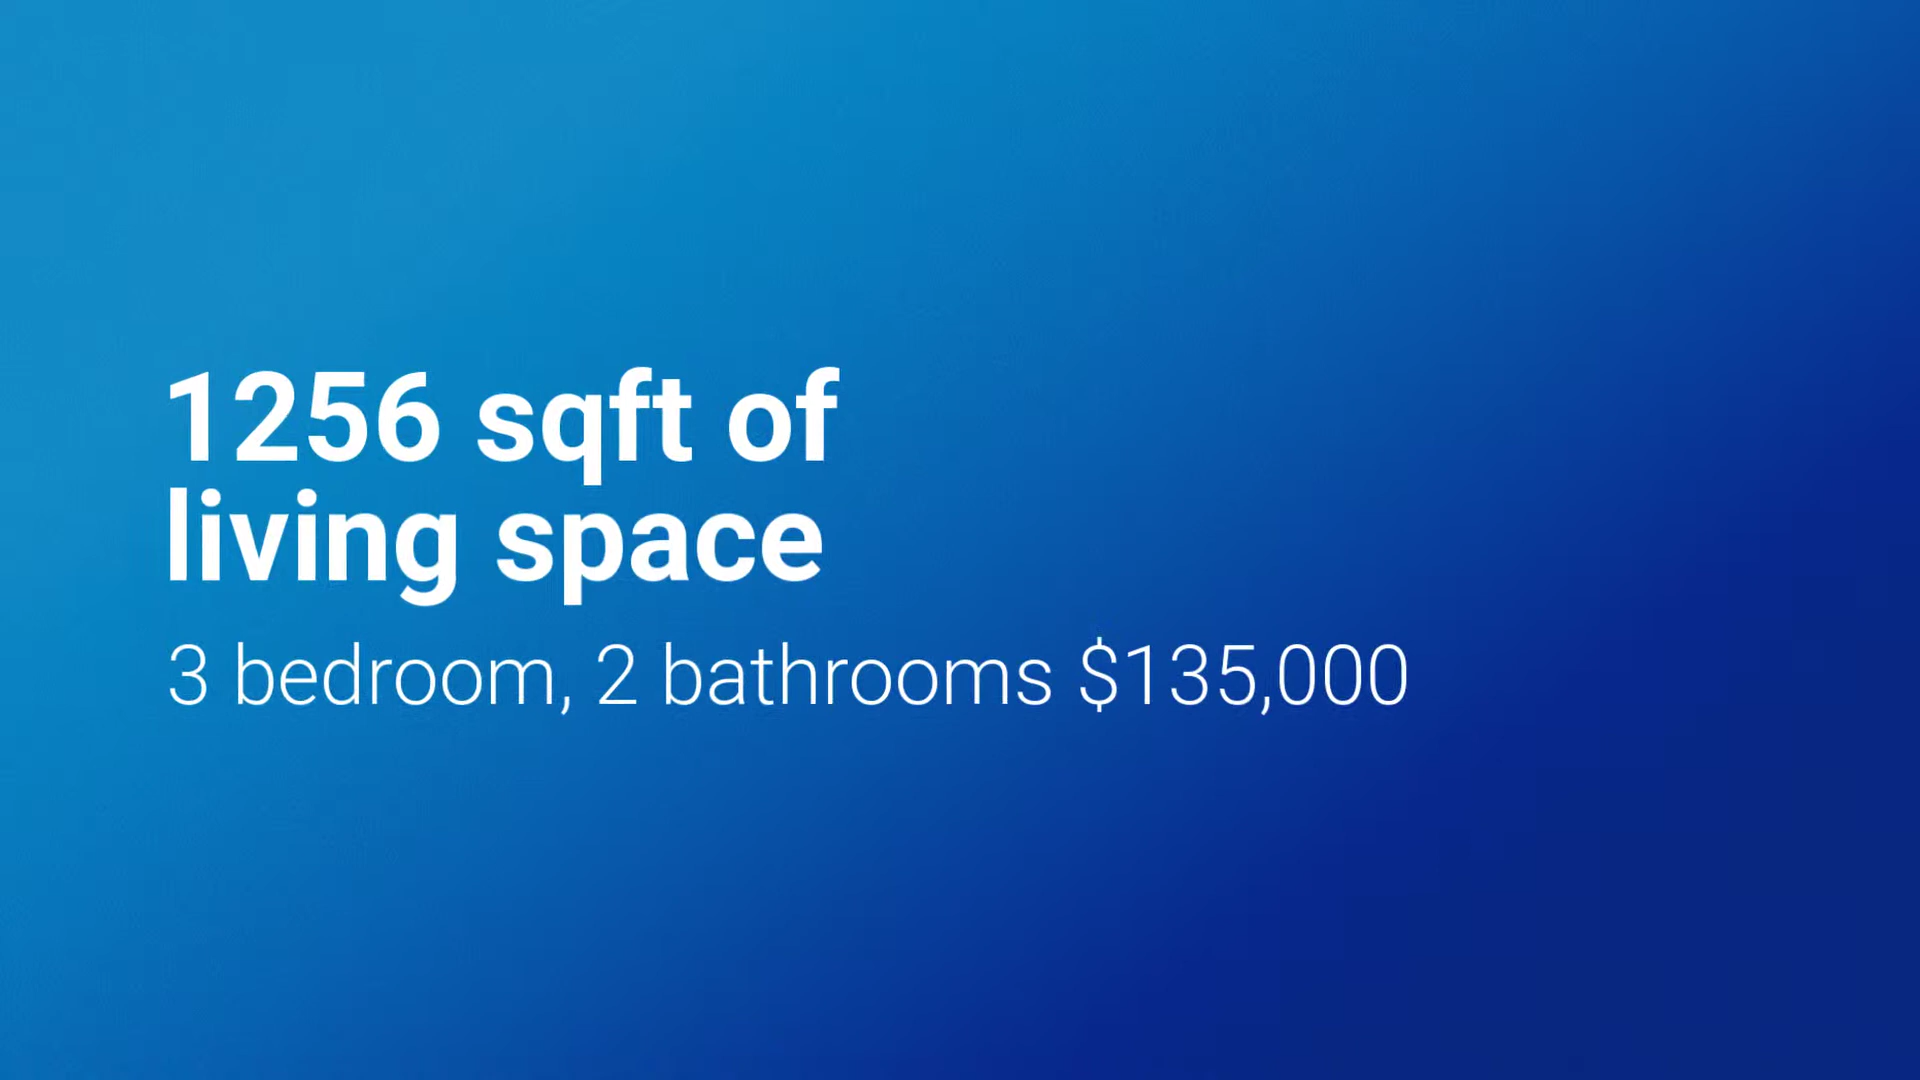 1256 sqft of
living space
3 bedroom, 2 bathrooms $135,000